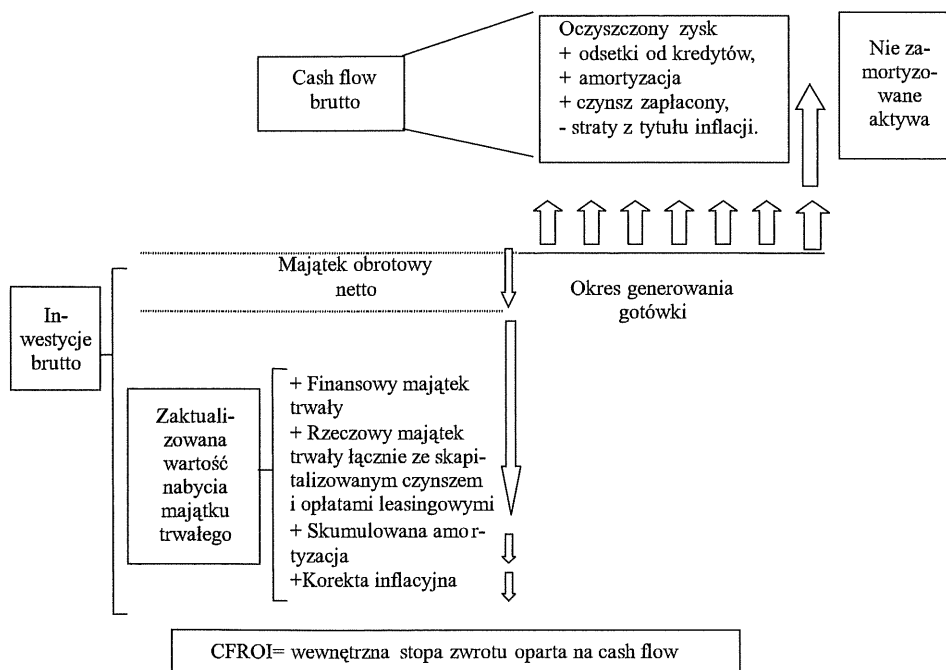 Cash flow
brutto
Oczyszczony zysk
+ odsetki od kredytów,
+ amortyzacja
+ czynsz zapłacony,
- straty z tytułu inflacji.
Nie za-
mortyzo-
wane
aktywa
Majątek obrotowy
netto
Okres generowania
gotówki
In-
westycje
brutto
Zaktuali-
zowana
wartość
nabycia
majątku
trwałego
+ Finansowy majątek
trwały
+ Rzeczowy majątek
trwały łącznie ze skapi-
talizowanym czynszem
i opłatami leasingowymi
+ Skumulowana amor-
tyzacja
+Korekta inflacyjna
CFROI= wewnętrzna stopa zwrotu oparta na cash flow